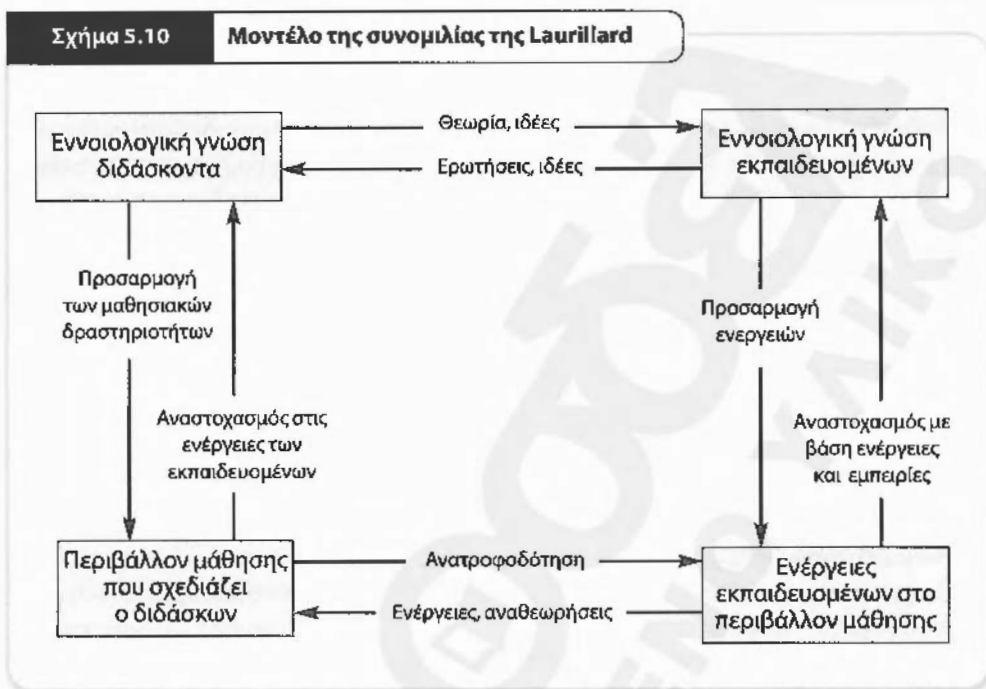 Σχήμα 5.10 Μοντέλο της συνομιλίας της Laurillard
Εννοιολογική γνώση
διδάσκοντα
Θεωρία, ιδέες
Ερωτήσεις, ιδέες
Εννοιολογική γνώση
εκπαιδευομένων
Προσαρμογή
των μαθησιακών
δραστηριοτήτων
Αναστοχασμός στις
ενέργειες των
εκπαιδευομένων
Προσαρμογή
ενεργειών
Αναστοχασμός με
βάση ενέργειες
και εμπειρίες
Περιβάλλον μάθησης
που σχεδιάζει
ο διδάσκων
Ανατροφοδότηση
Ενέργειες, αναθεωρήσεις
Ενέργειες
εκπαιδευομένων στο
περιβάλλον μάθησης